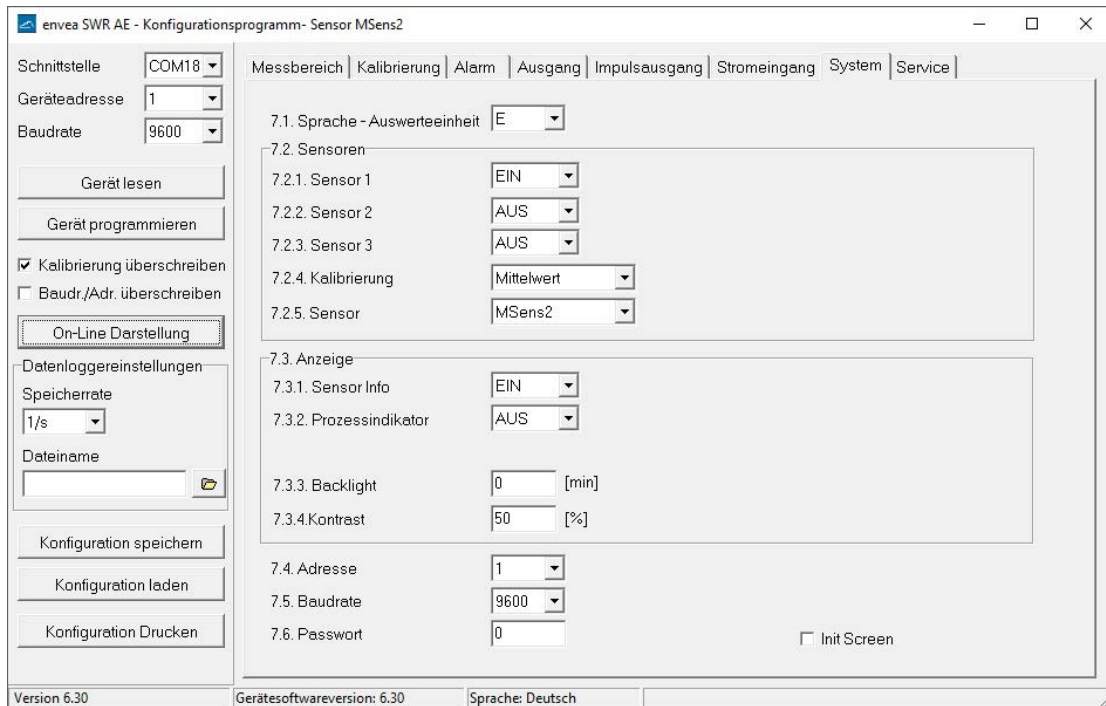 envea SWR AE - Konfigurationsprogramm- Sensor MSens2
Schnittstelle COM18
Geräteadresse 1
Baudrate 9600
Gerät lesen
Gerät programmieren
Kalibrierung überschreiben
Baudr./Adr. überschreiben
On-Line Darstellung
Datenloggereinstellungen
Speicherrate
1/s
Dateiname
Konfiguration speichern
Konfiguration laden
Konfiguration Drucken
Messbereich Kalibrierung Alarm Ausgang Impulsausgang Stromeingang System Service
7.1. Sprache - Auswerteeinheit E
7.2. Sensoren
7.2.1. Sensor 1 EIN
7.2.2. Sensor 2 AUS
7.2.3. Sensor 3 AUS
7.2.4. Kalibrierung Mittelwert
7.2.5. Sensor MSens2
7.3. Anzeige
7.3.1. Sensor Info EIN
7.3.2. Prozessindikator AUS
7.3.3. Backlight 0 [min]
7.3.4.Kontrast 50 [%]
7.4. Adresse 1
7.5. Baudrate 9600
7.6. Passwort 0
Init Screen
Version 6.30 Gerätesoftwareversion: 6.30 Sprache: Deutsch